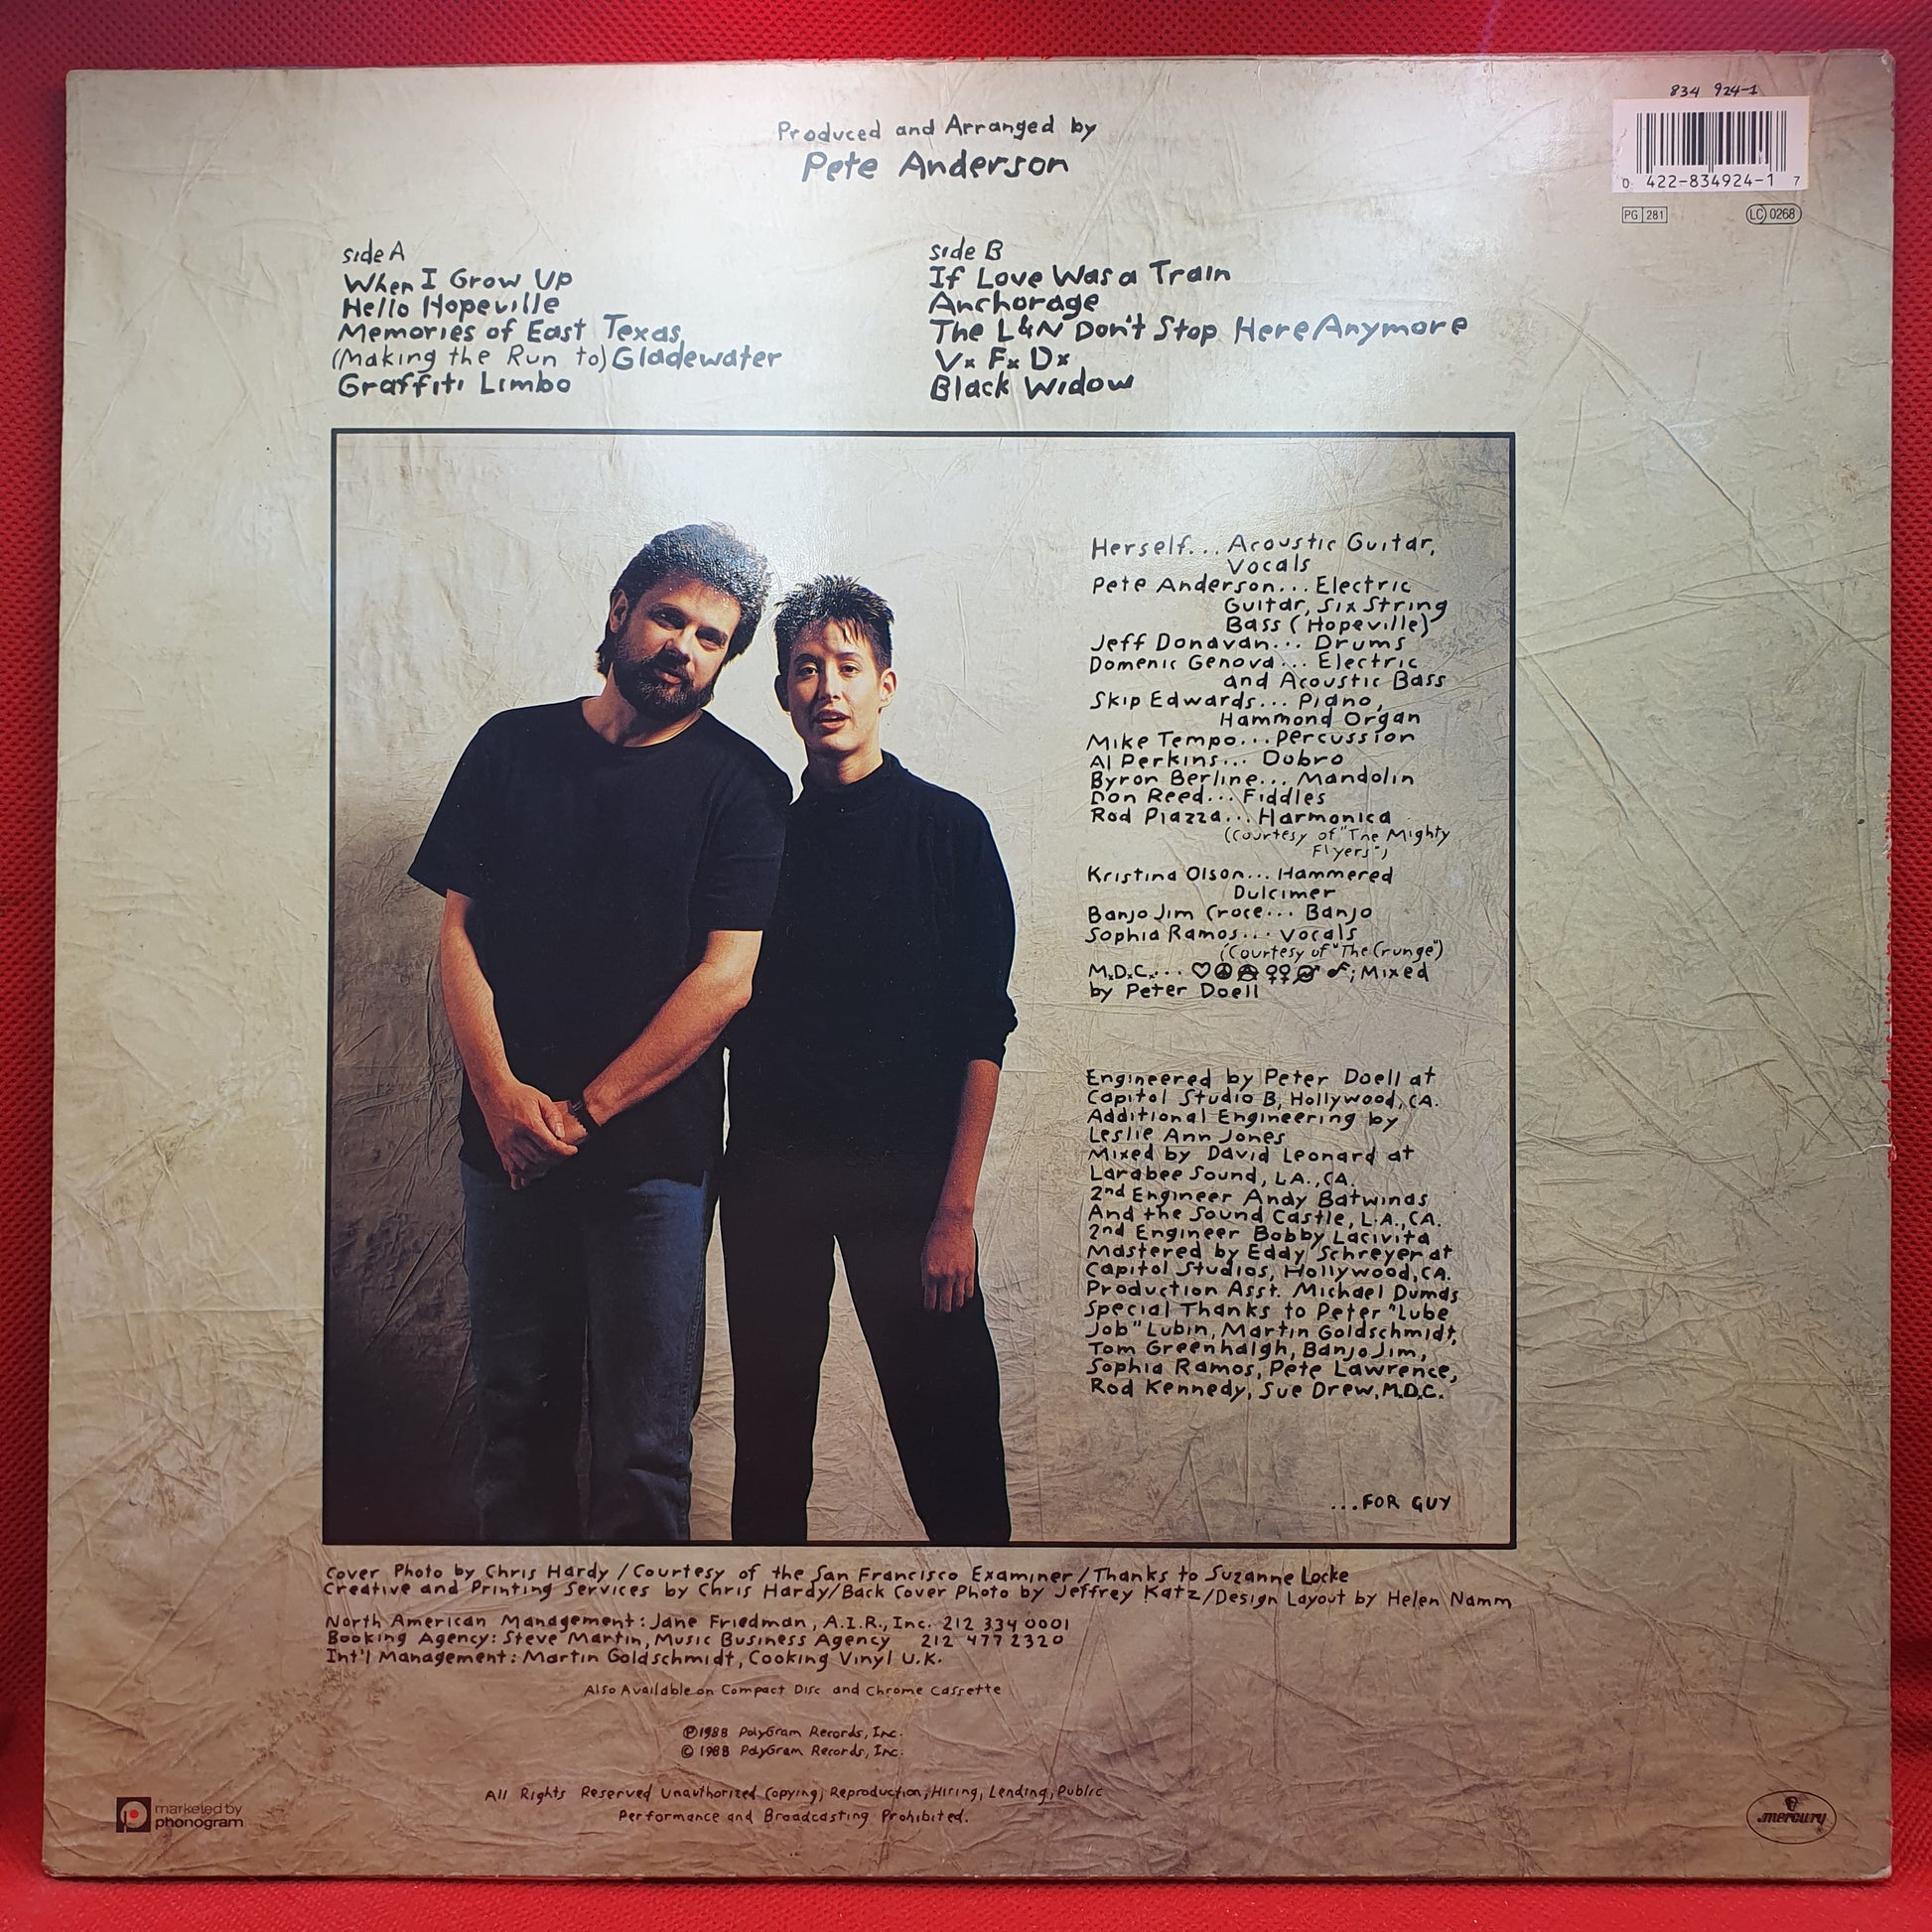 834 924-1
0 422-834924-1 7
PG 281
LC 0268
Produced and Arranged by
Pete Anderson
side A
When I Grow Up
Hello Hopeville
Memories of East Texas
(Making the Run to) Gladewater
Graffiti Limbo
side B
If Love Was a Train
Anchorage
The L&N Don't Stop Here Anymore
V× F× D×
Black Widow
Herself... Acoustic Guitar,
Vocals
Pete Anderson... Electric
Guitar, Six String
Bass (Hopeville)
Jeff Donavan... Drums
Domenic Genova... Electric
and Acoustic Bass
Skip Edwards... Piano,
Hammond Organ
Mike Tempo... Percussion
Al Perkins... Dobro
Byron Berline... Mandolin
Don Reed... Fiddles
Rod Piazza... Harmonica
(Courtesy of "The Mighty
Flyers")
Kristina Olson... Hammered
Dulcimer
Banjo Jim Croce... Banjo
Sophia Ramos... Vocals
(Courtesy of "The Grunge")
M.D.C.... ; Mixed
by Peter Doell
Engineered by Peter Doell at
Capitol Studio B, Hollywood, CA.
Additional Engineering by
Leslie Ann Jones
Mixed by David Leonard at
Larabee Sound, L.A., CA.
2nd Engineer Andy Batwinas
And the Sound Castle, L.A., CA.
2nd Engineer Bobby Lacivita
Mastered by Eddy Schreyer at
Capitol Studios, Hollywood, CA.
Production Asst. Michael Dumas
Special Thanks to Peter "Lube
Job" Lubin, Martin Goldschmidt,
Tom Greenhalgh, Banjo Jim,
Sophia Ramos, Pete Lawrence,
Rod Kennedy, Sue Drew, M.D.C.
...FOR GUY
Cover Photo by Chris Hardy / Courtesy of the San Francisco Examiner / Thanks to Suzanne Locke
Creative and Printing Services by Chris Hardy/Back Cover Photo by Jeffrey Katz/Design Layout by Helen Namm
North American Management: Jane Friedman, A.I.R., Inc. 212 334 0001
Booking Agency: Steve Martin, Music Business Agency 212 477 2320
Int'l Management: Martin Goldschmidt, Cooking Vinyl U.K.
Also Available on Compact Disc and Chrome Cassette
℗1988 PolyGram Records, Inc.
© 1988 PolyGram Records, Inc.
All Rights Reserved Unauthorized Copying, Reproduction, Hiring, Lending, Public
Performance and Broadcasting Prohibited.
marketed by
phonogram
mercury